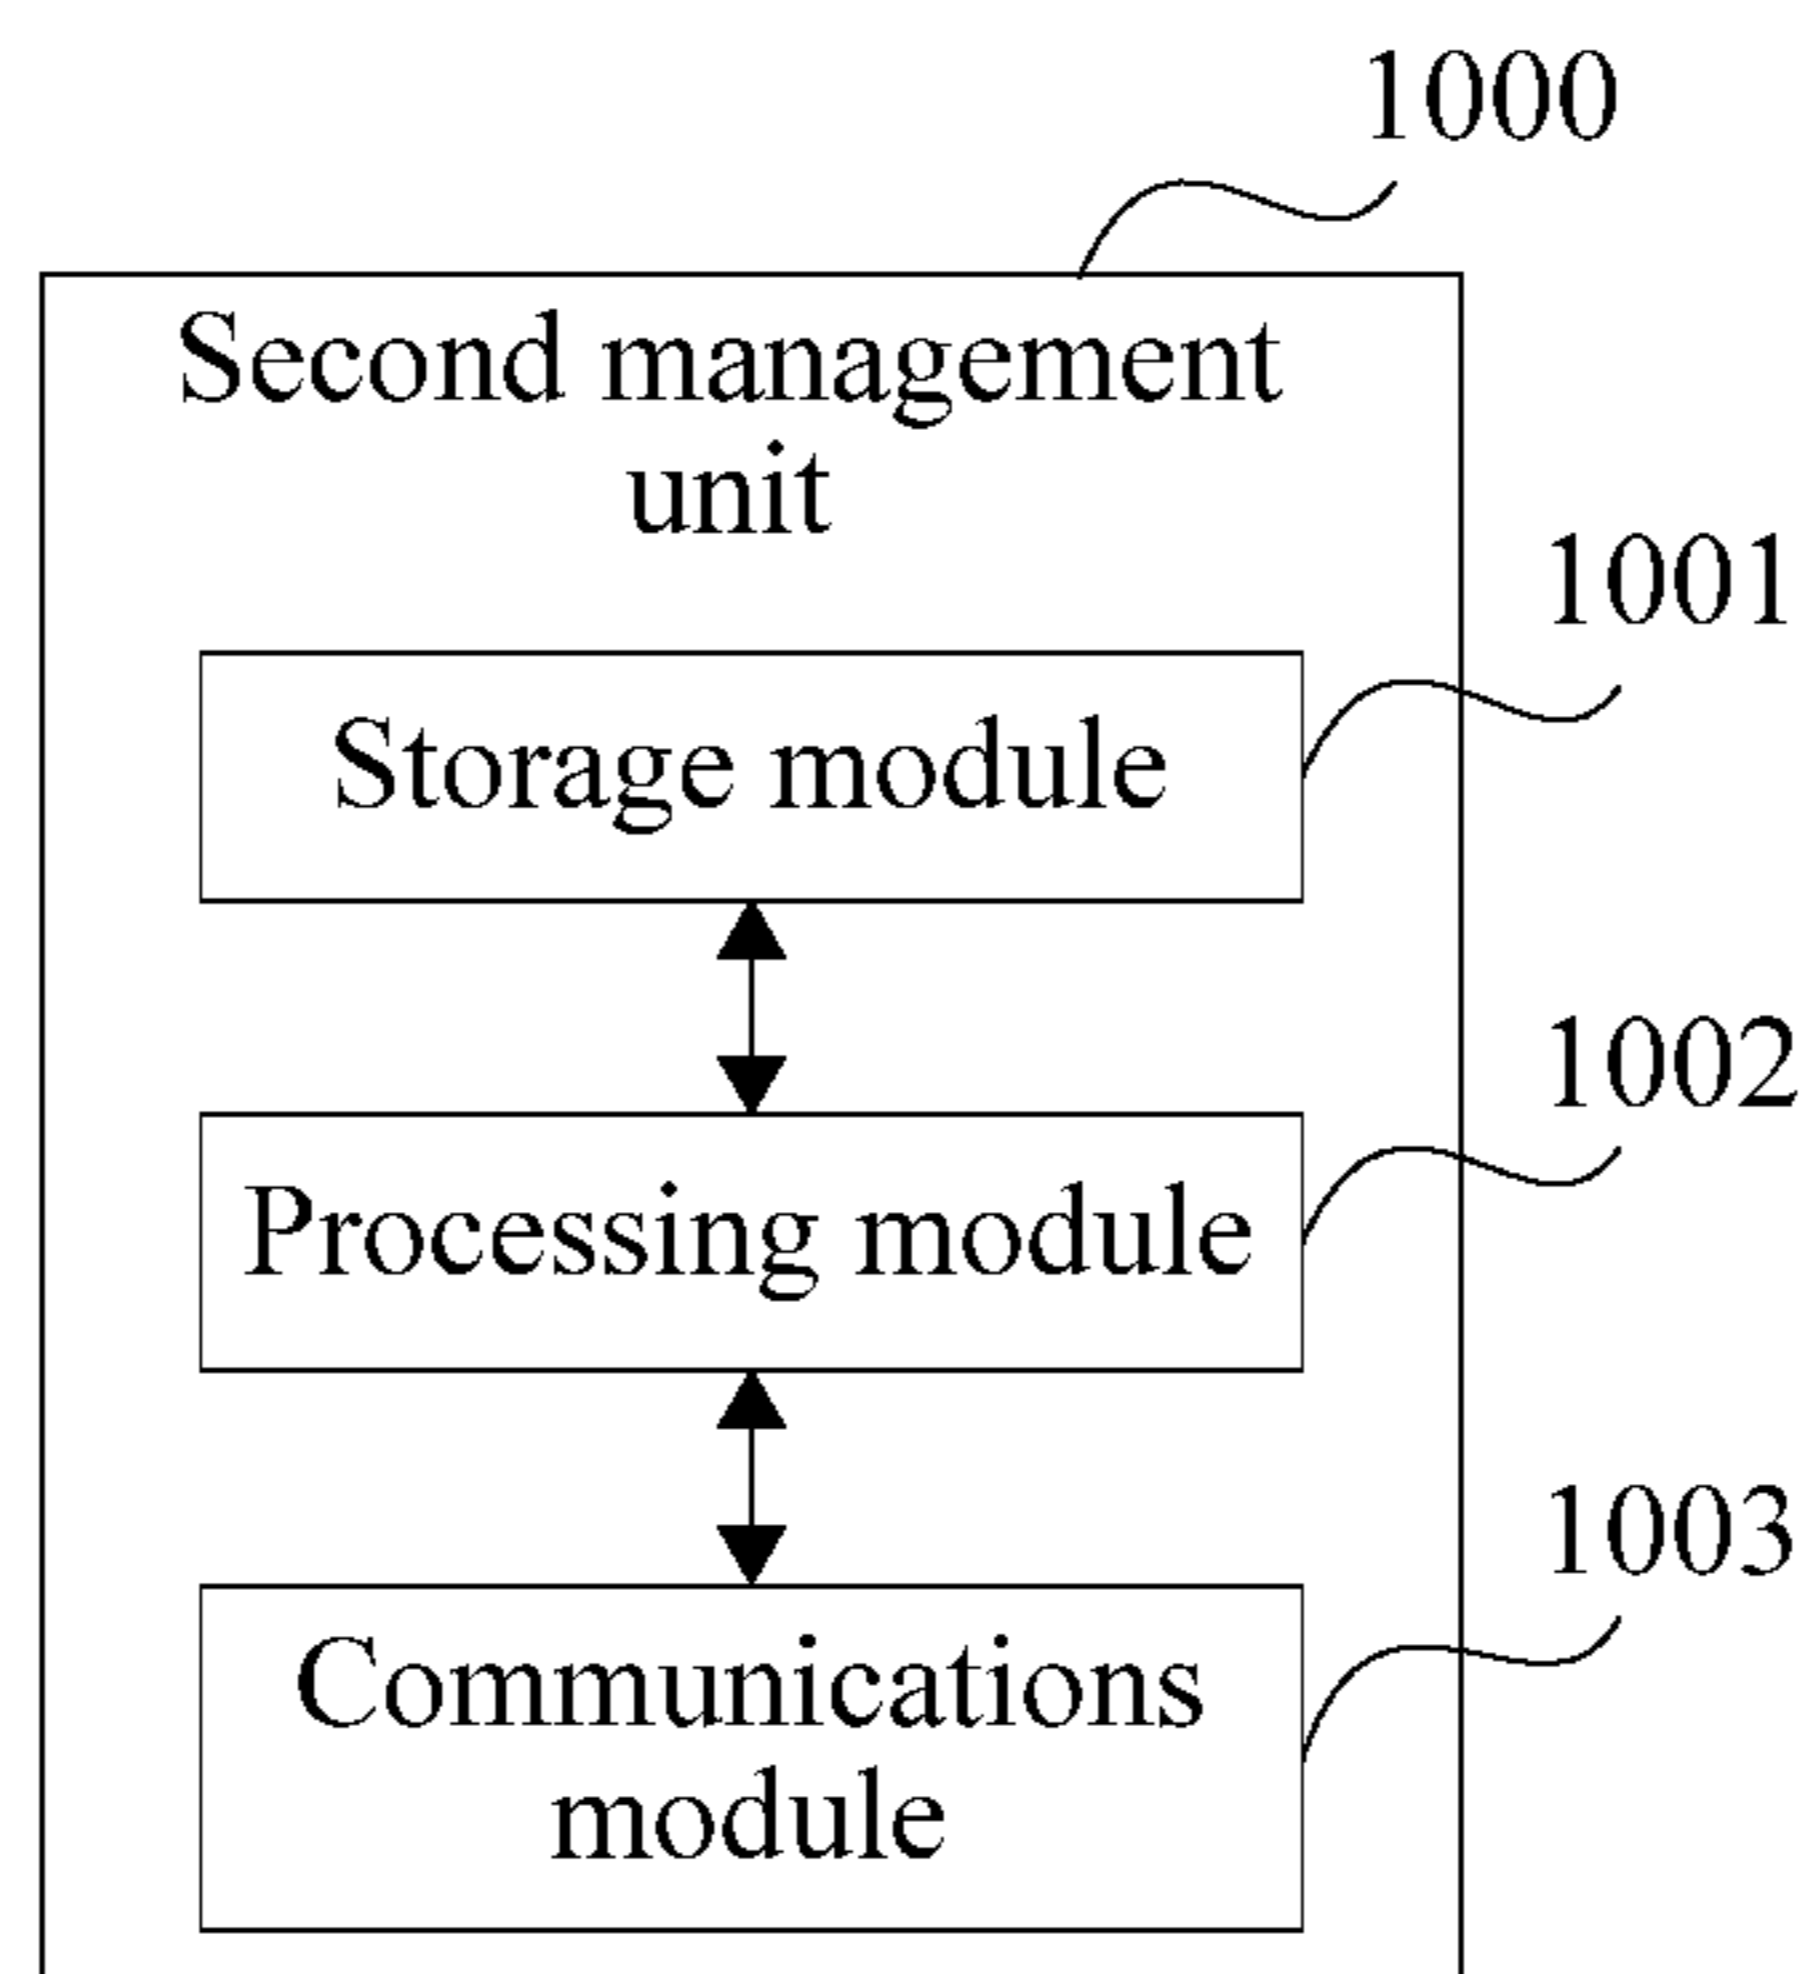 1000
Second management
unit
1001
Storage module
1002
Processing module
1003
Communications
module